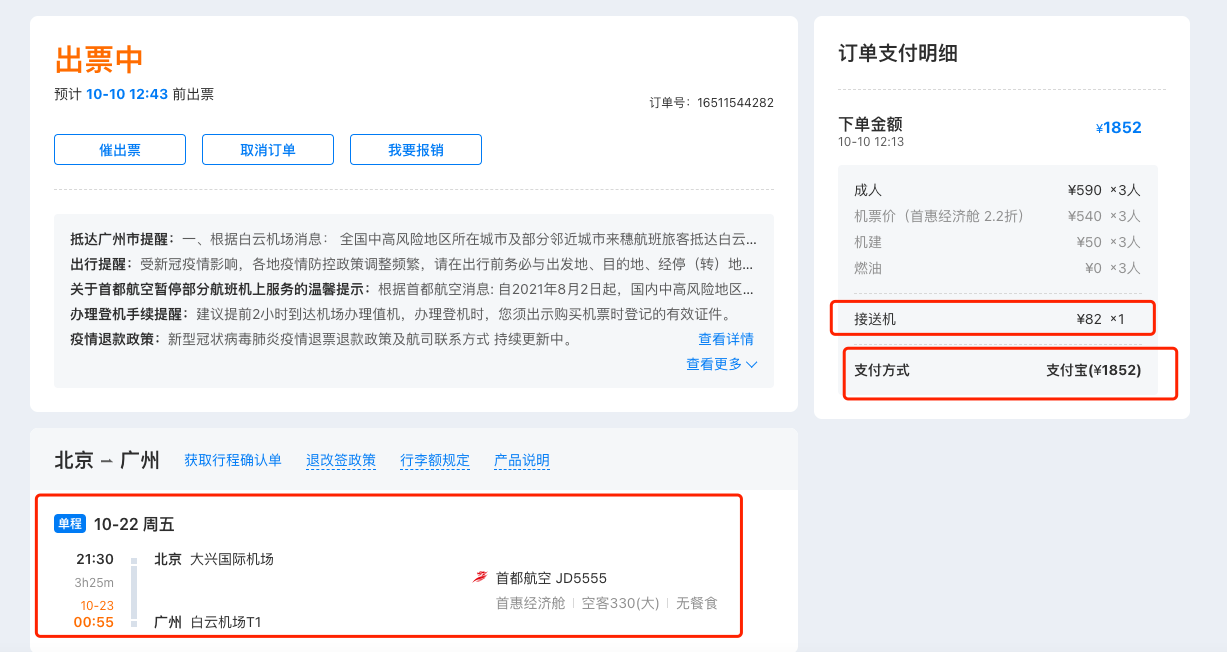 出票中
预计 10-10 12:43 前出票
订单号：16511544282
催出票
取消订单
我要报销
抵达广州市提醒：一、根据白云机场消息： 全国中高风险地区所在城市及部分邻近城市来穗航班旅客抵达白云...
出行提醒：受新冠疫情影响，各地疫情防控政策调整频繁，请在出行前务必与出发地、目的地、经停（转）地...
关于首都航空暂停部分航班机上服务的温馨提示：根据首都航空消息: 自2021年8月2日起，国内中高风险地区...
办理登机手续提醒：建议提前2小时到达机场办理值机，办理登机时，您须出示购买机票时登记的有效证件。
疫情退款政策：新型冠状病毒肺炎疫情退票退款政策及航司联系方式 持续更新中。 查看详情
查看更多
订单支付明细
下单金额 ¥1852
10-10 12:13
成人 ¥590 ×3人
机票价（首惠经济舱 2.2折） ¥540 ×3人
机建 ¥50 ×3人
燃油 ¥0 ×3人
接送机 ¥82 ×1
支付方式 支付宝(¥1852)
北京 – 广州 获取行程确认单 退改签政策 行李额规定 产品说明
单程 10-22 周五
21:30 北京 大兴国际机场
3h25m
首都航空 JD5555
首惠经济舱 空客330(大) 无餐食
10-23
00:55 广州 白云机场T1